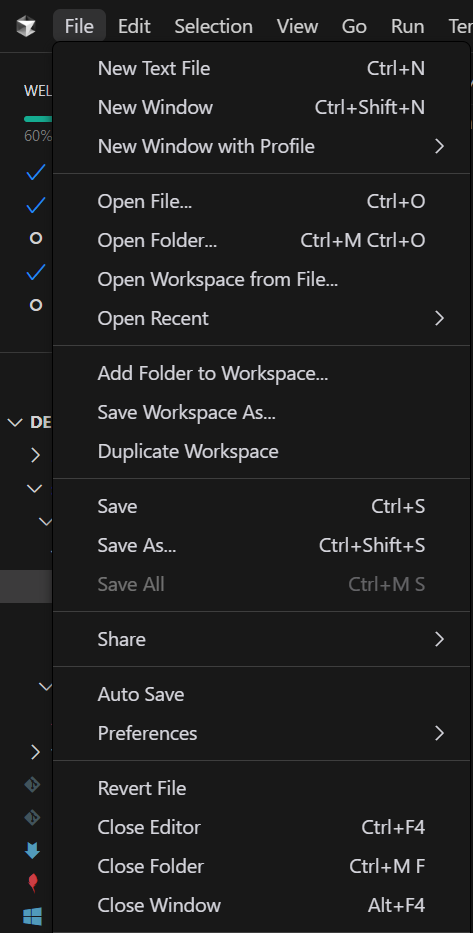 File Edit Selection View Go Run Ter
New Text File Ctrl+N
WEL
New Window Ctrl+Shift+N
60%
New Window with Profile
Open File... Ctrl+O
Open Folder... Ctrl+M Ctrl+O
Open Workspace from File...
Open Recent
Add Folder to Workspace...
Save Workspace As...
DE
Duplicate Workspace
Save Ctrl+S
Save As... Ctrl+Shift+S
Save All Ctrl+M S
Share
Auto Save
Preferences
Revert File
Close Editor Ctrl+F4
Close Folder Ctrl+M F
Close Window Alt+F4